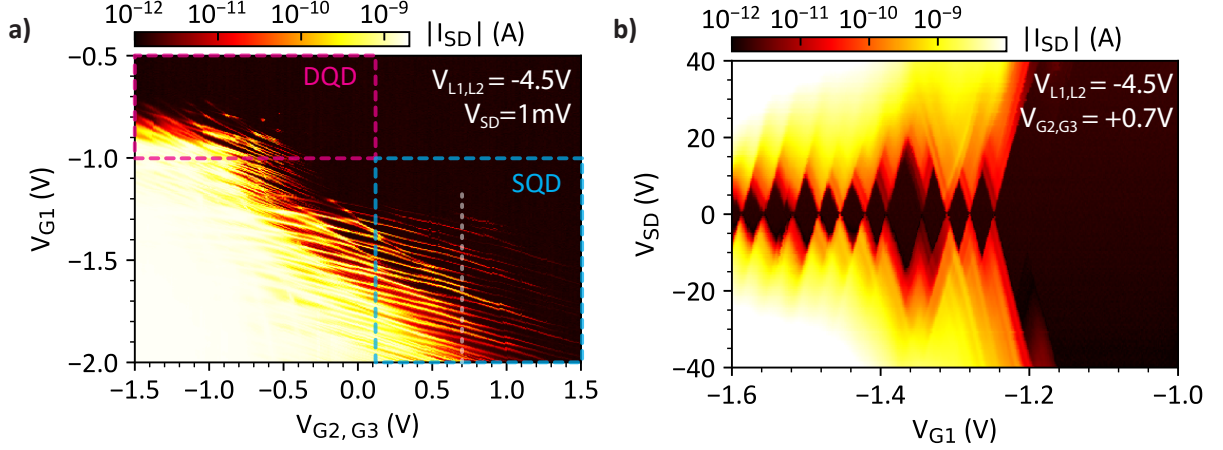 a)
10⁻¹² 10⁻¹¹ 10⁻¹⁰ 10⁻⁹
|I_SD| (A)
−0.5
−1.0
−1.5
−2.0
V_G1 (V)
DQD
V_L1,L2 = -4.5V
V_SD=1mV
SQD
−1.5 −1.0 −0.5 0.0 0.5 1.0 1.5
V_G2, G3 (V)
b)
10⁻¹² 10⁻¹¹ 10⁻¹⁰ 10⁻⁹
|I_SD| (A)
40
20
0
−20
−40
V_SD (V)
V_L1,L2 = -4.5V
V_G2,G3 = +0.7V
−1.6 −1.4 −1.2 −1.0
V_G1 (V)